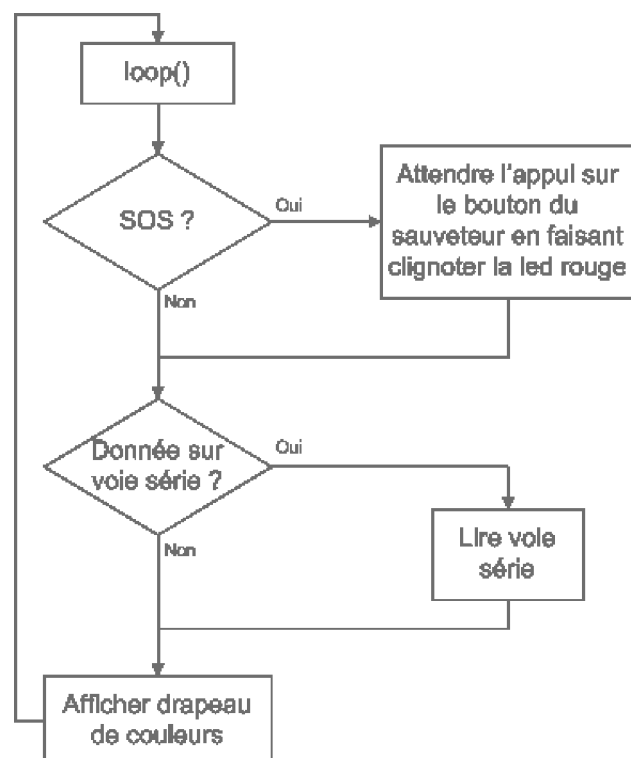 loop()
SOS ?
Oui
Attendre l'appui sur
le bouton du
sauveteur en faisant
clignoter la led rouge
Non
Donnée sur
voie série ?
Oui
Lire voie
série
Non
Afficher drapeau
de couleurs